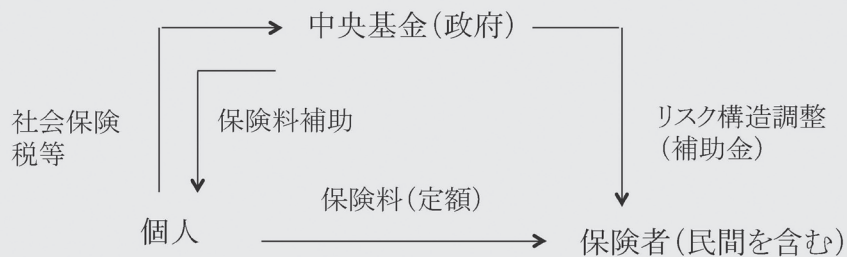 中央基金（政府）
社会保険
税等
保険料補助
リスク構造調整
（補助金）
保険料（定額）
個人
保険者（民間を含む）